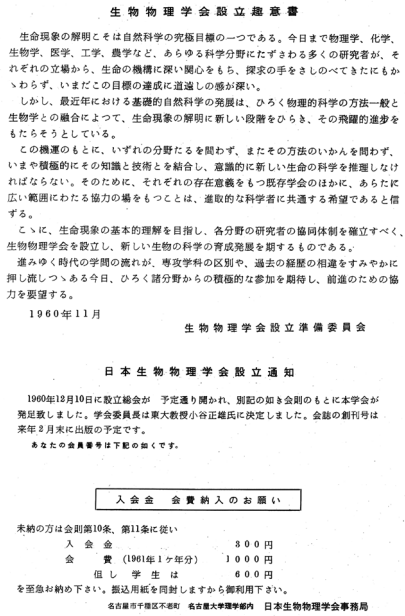 生物物理学会設立趣意書
生命現象の解明こそは自然科学の究極目標の一つである。今日まで物理学、化学、
生物学、医学、工学、農学など、あらゆる科学分野にたずさわる多くの研究者が、そ
れぞれの立場から、生命の機構に深い関心をもち、探求の手をさしのべてきたにもか
ゝわらず、いまだこの目標の達成に道遠しの感が深い。
しかし、最近年における基礎的自然科学の発展は、ひろく物理的科学の方法一般と
生物学との融合によつて、生命現象の解明に新しい段階をひらき、その飛躍的進歩を
もたらそうとしている。
この機運のもとに、いずれの分野たるを問わず、またその方法のいかんを問わず、
いまや積極的にその知識と技術とを結合し、意識的に新しい生命の科学を推理しなけ
ればならない。そのために、それぞれの存在意義をもつ既存学会のほかに、あらたに
広い範囲にわたる協力の場をもつことは、進取的な科学者に共通する希望であると信
ずる。
こゝに、生命現象の基本的理解を目指し、各分野の研究者の協同体制を確立すべく、
生物物理学会を設立し、新しい生物の科学の育成発展を期するものである。
進みゆく時代の学問の流れが、専攻学科の区別や、過去の経歴の相違をすみやかに
押し流しつゝある今日、ひろく諸分野からの積極的な参加を期待し、前進のための協
力を要望する。
1960年11月
生物物理学会設立準備委員会
日本生物物理学会設立通知
1960年12月10日に設立総会が 予定通り開かれ、別記の如き会則のもとに本学会が
発足致しました。学会委員長は東大教授小谷正雄氏に決定しました。会誌の創刊号は
来年2月末に出版の予定です。
あなたの会員番号は下記の如くです。
入会金 会費納入のお願い
未納の方は会則第10条、第11条に従い
入会金 300円
会費 (1961年1ケ年分) 1000円
但し学生は 600円
を至急お納め下さい。振込用紙を同封しますから御利用下さい。
名古屋市千種区不老町 名古屋大学理学部内 日本生物物理学会事務局